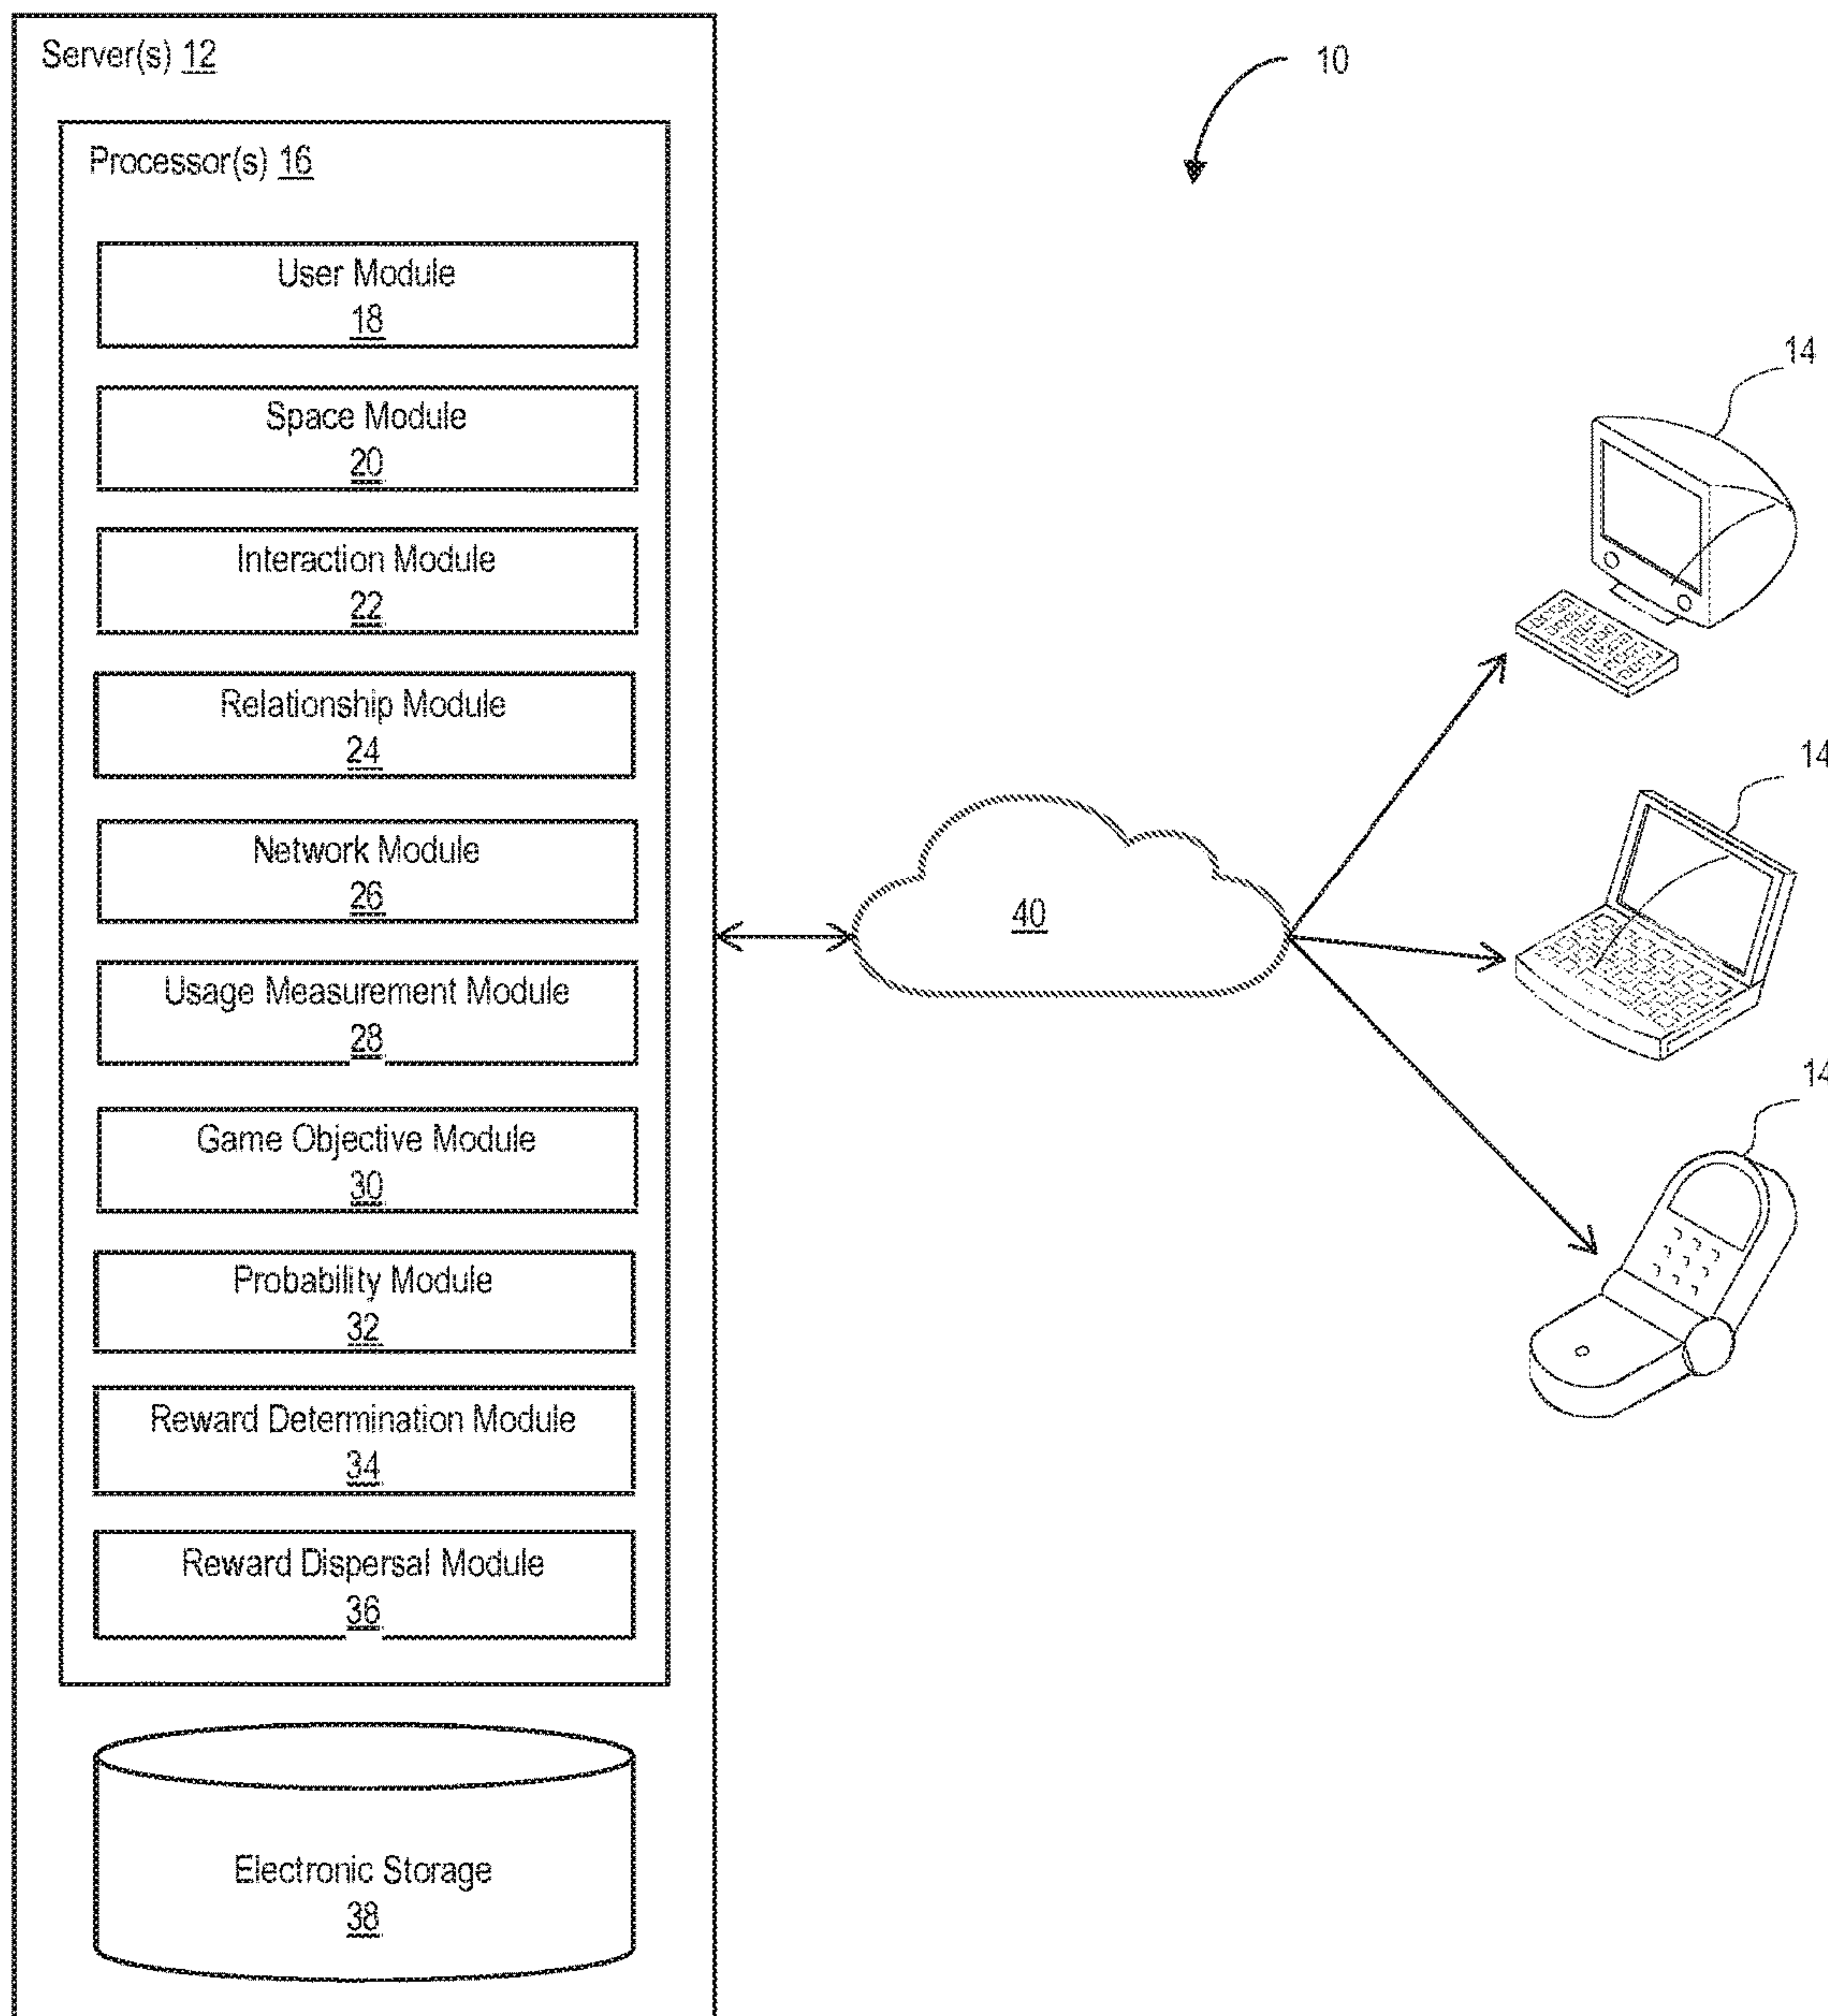 Server(s) 12
10
Processor(s) 16
User Module
18
Space Module
20
Interaction Module
22
Relationship Module
24
Network Module
26
Usage Measurement Module
28
Game Objective Module
30
Probability Module
32
Reward Determination Module
34
Reward Dispersal Module
36
Electronic Storage
38
40
14
14
14